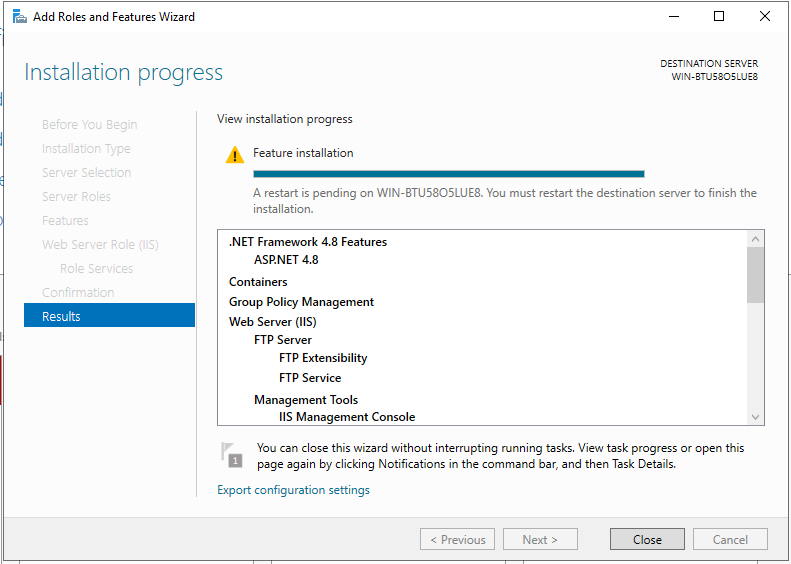 Add Roles and Features Wizard
Installation progress
DESTINATION SERVER
WIN-BTU58O5LUE8
Before You Begin
Installation Type
Server Selection
Server Roles
Features
Web Server Role (IIS)
Role Services
Confirmation
Results
View installation progress
Feature installation
A restart is pending on WIN-BTU58O5LUE8. You must restart the destination server to finish the
installation.
.NET Framework 4.8 Features
ASP.NET 4.8
Containers
Group Policy Management
Web Server (IIS)
FTP Server
FTP Extensibility
FTP Service
Management Tools
IIS Management Console
1
You can close this wizard without interrupting running tasks. View task progress or open this
page again by clicking Notifications in the command bar, and then Task Details.
Export configuration settings
< Previous
Next >
Close
Cancel